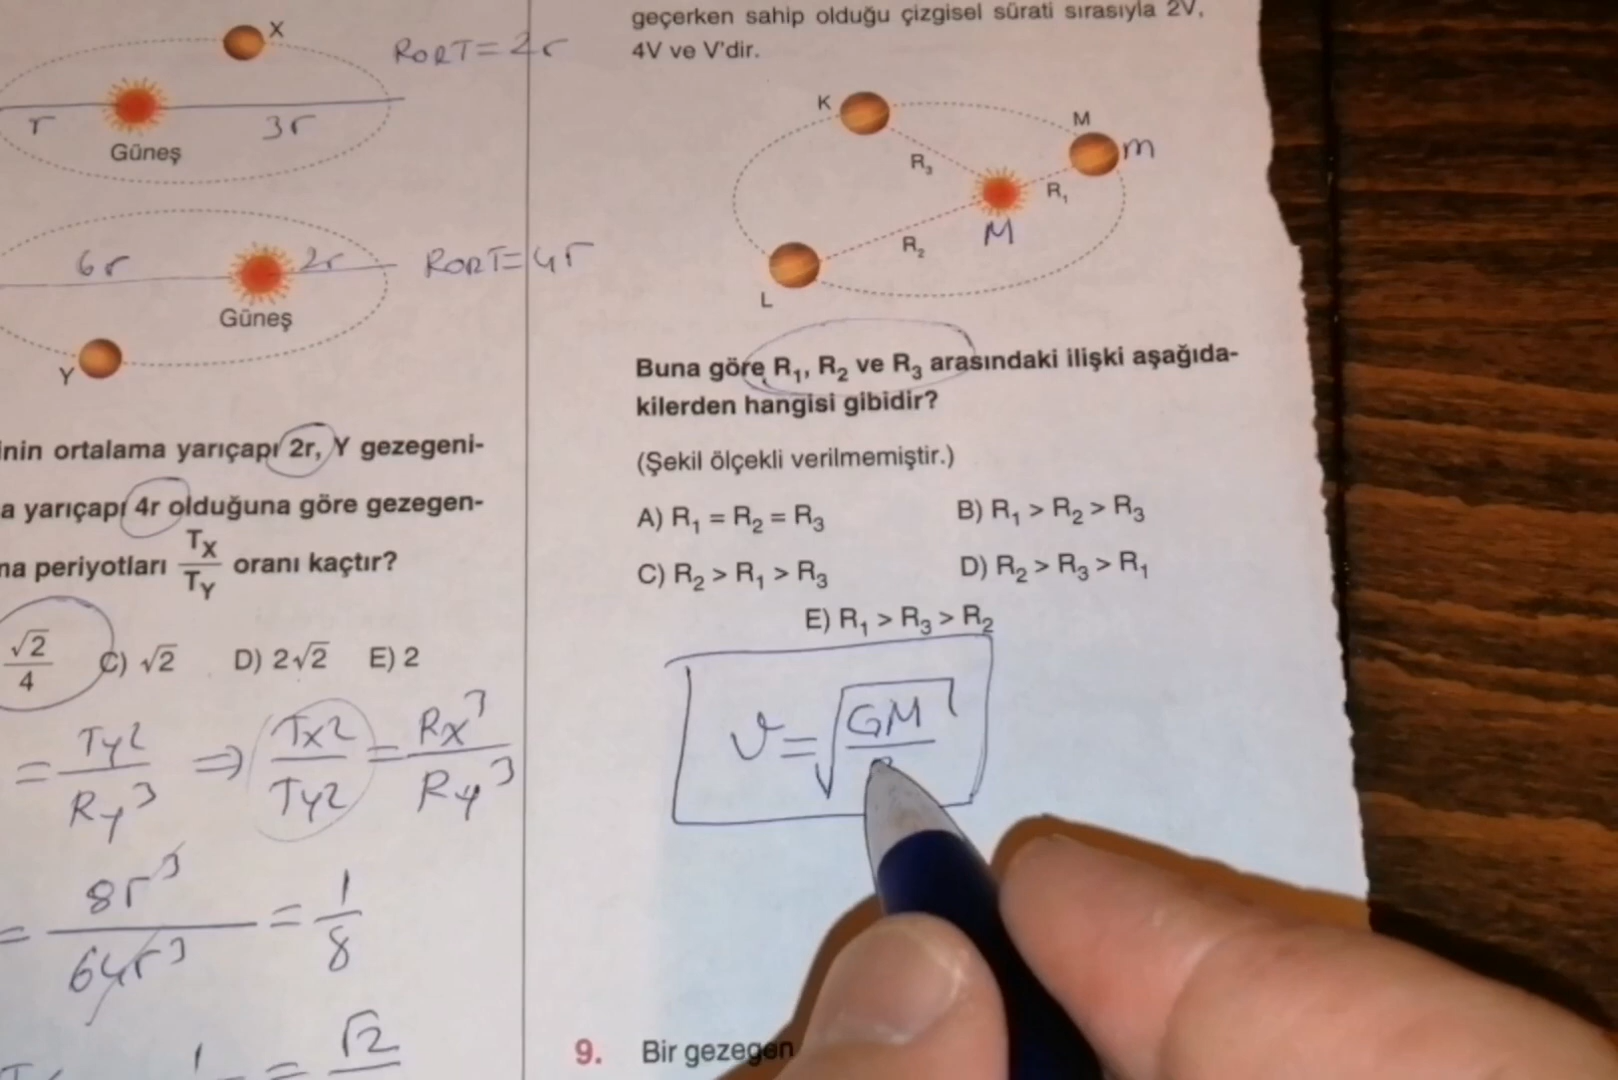 X
RORT=2r
r
3r
Güneş
6r
2r
RORT=4r
Güneş
Y
inin ortalama yarıçapı 2r, Y gezegeni-
a yarıçapı 4r olduğuna göre gezegen-
na periyotları TX/TY oranı kaçtır?
√2/4 C) √2 D) 2√2 E) 2
= Ty2/Ry3 ⇒ Tx2/Ty2 = Rx3/Ry3
= 8r3/64r3 = 1/8
1 = √2
geçerken sahip olduğu çizgisel sürati sırasıyla 2V,
4V ve V'dir.
K
M
m
R3
R1
M
R2
L
Buna göre R1, R2 ve R3 arasındaki ilişki aşağıda-
kilerden hangisi gibidir?
(Şekil ölçekli verilmemiştir.)
A) R1 = R2 = R3 B) R1 > R2 > R3
C) R2 > R1 > R3 D) R2 > R3 > R1
E) R1 > R3 > R2
v=√GM
9. Bir gezegen